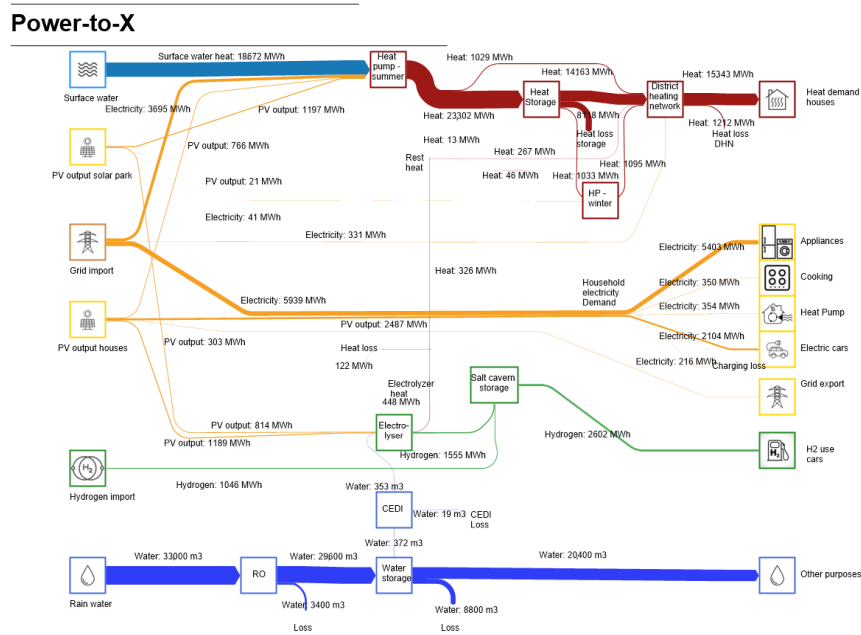 Power-to-X
Surface water heat: 18672 MWh
Heat
pump -
summer
Heat: 1029 MWh
Heat: 14163 MWh
Heat: 15343 MWh
Heat
Storage
District
heating
network
Heat demand
houses
Surface water
Electricity: 3695 MWh
PV output: 1197 MWh
Heat: 23302 MWh
8118 MWh
Heat loss
storage
Heat: 1212 MWh
Heat loss
DHN
PV output solar park
PV output: 766 MWh
Heat: 13 MWh
Rest
heat
Heat: 267 MWh
Heat: 1095 MWh
Heat: 46 MWh
Heat: 1033 MWh
PV output: 21 MWh
HP -
winter
Electricity: 41 MWh
Electricity: 331 MWh
Grid import
Electricity: 5403 MWh
Appliances
Heat: 326 MWh
Household
electricity
Demand
Electricity: 350 MWh
Cooking
Electricity: 5939 MWh
Electricity: 354 MWh
Heat Pump
PV output houses
PV output: 2487 MWh
Electricity: 2104 MWh
PV output: 303 MWh
Heat loss
Electric cars
122 MWh
Electricity: 216 MWh
Charging loss
Electrolyzer
heat
448 MWh
Salt cavern
storage
Grid export
PV output: 814 MWh
Electro-
lyser
PV output: 1189 MWh
Hydrogen: 2602 MWh
Hydrogen: 1555 MWh
H2
H2
H2 use
cars
Hydrogen import
Hydrogen: 1046 MWh
Water: 353 m3
CEDI
Water: 19 m3
CEDI
Loss
Water: 372 m3
Water: 33000 m3
Water: 29600 m3
Water: 20400 m3
RO
Water
storage
Other purposes
Rain water
Water: 3400 m3
Water: 8800 m3
Loss
Loss